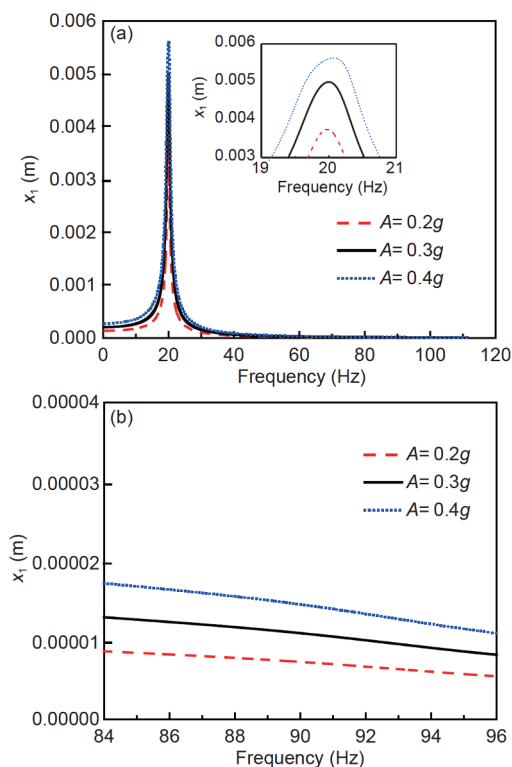 (a)
0.006
0.005
0.004
0.003
0.002
0.001
0.000
x₁ (m)
0 20 40 60 80 100 120
Frequency (Hz)
0.006
0.005
0.004
0.003
x₁ (m)
19 20 21
Frequency (Hz)
A= 0.2g
A= 0.3g
A= 0.4g
(b)
0.00004
0.00003
0.00002
0.00001
0.00000
x₁ (m)
84 86 88 90 92 94 96
Frequency (Hz)
A= 0.2g
A= 0.3g
A= 0.4g